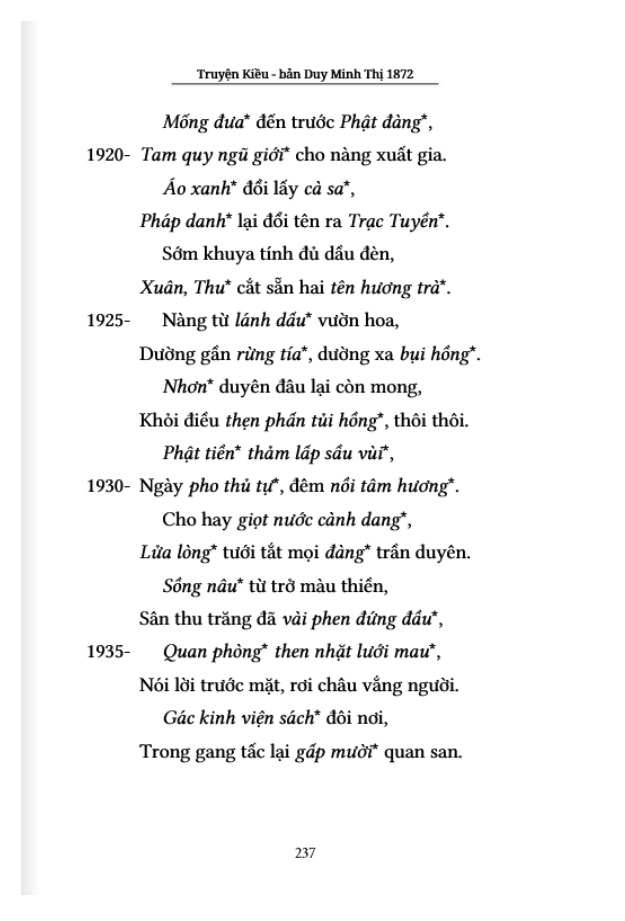 Truyện Kiều - bản Duy Minh Thị 1872
Mống đưa* đến trước Phật đàng*,
1920- Tam quy ngũ giới* cho nàng xuất gia.
Áo xanh* đổi lấy cà sa*,
Pháp danh* lại đổi tên ra Trạc Tuyền*.
Sớm khuya tính đủ dầu đèn,
Xuân, Thu* cắt sẵn hai tên hương trà*.
1925- Nàng từ lánh dấu* vườn hoa,
Dường gần rừng tía*, dường xa bụi hồng*.
Nhơn* duyên đâu lại còn mong,
Khỏi điều thẹn phấn tủi hồng*, thôi thôi.
Phật tiền* thảm lấp sầu vùi*,
1930- Ngày pho thủ tự*, đêm nồi tâm hương*.
Cho hay giọt nước cành dang*,
Lửa lòng* tưới tắt mọi đàng* trần duyên.
Sồng nâu* từ trở màu thiền,
Sân thu trăng đã vài phen đứng đầu*,
1935- Quan phòng* then nhặt lưới mau*,
Nói lời trước mặt, rơi châu vắng người.
Gác kinh viện sách* đôi nơi,
Trong gang tấc lại gấp mười* quan san.
237